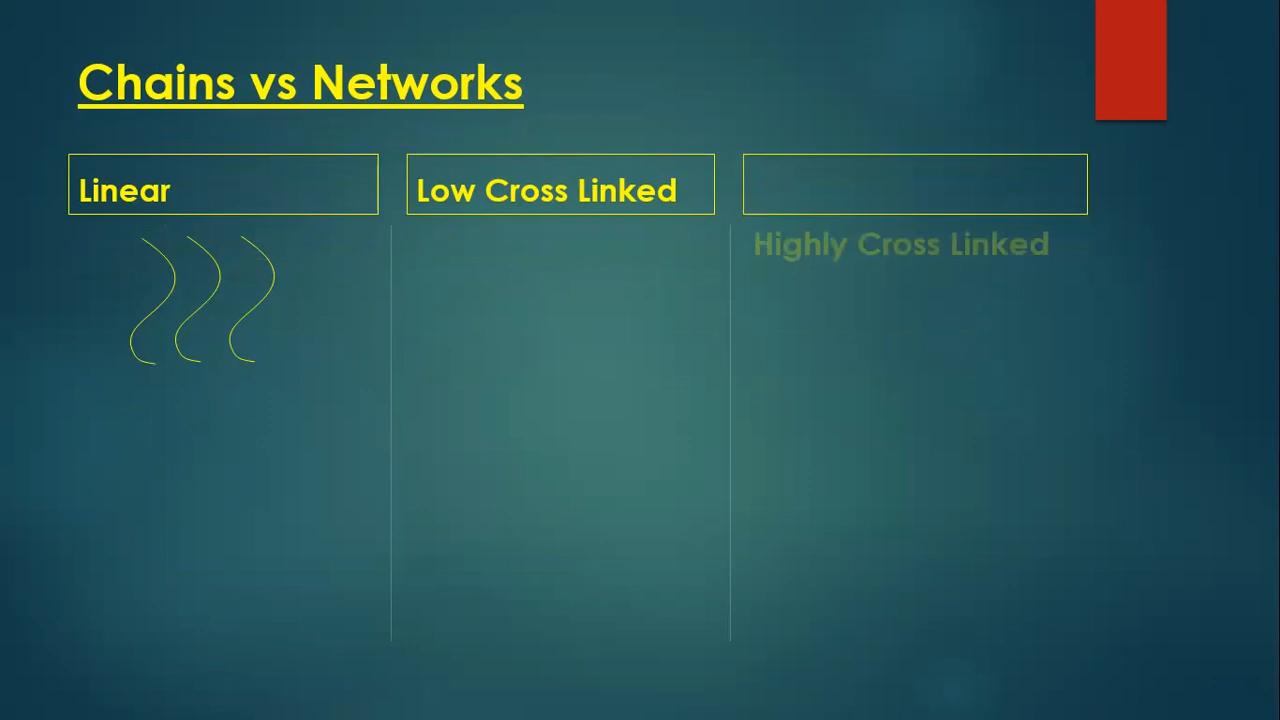 Chains vs Networks
Linear
Low Cross Linked
Highly Cross Linked